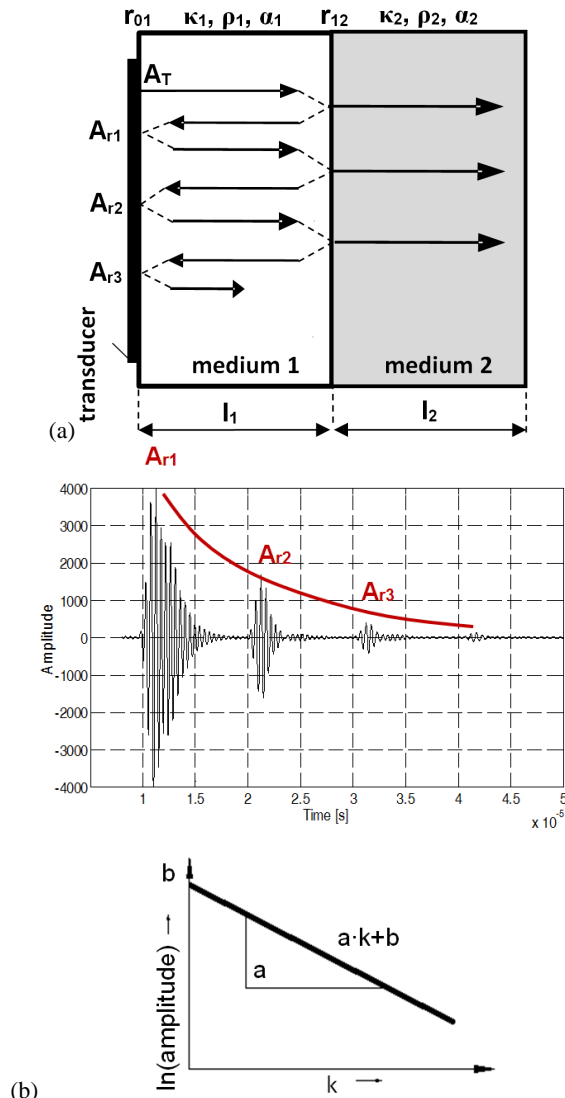 r01 κ1, ρ1, α1 r12 κ2, ρ2, α2
AT
Ar1
Ar2
Ar3
transducer
medium 1 medium 2
(a) l1 l2
Ar1
4000
3000
2000
1000
0
-1000
-2000
-3000
-4000
Ar2
Ar3
Amplitude
1 1.5 2 2.5 3 3.5 4 4.5 5
Time [s]
x 10-5
b
a·k+b
a
ln(amplitude) →
k →
(b)